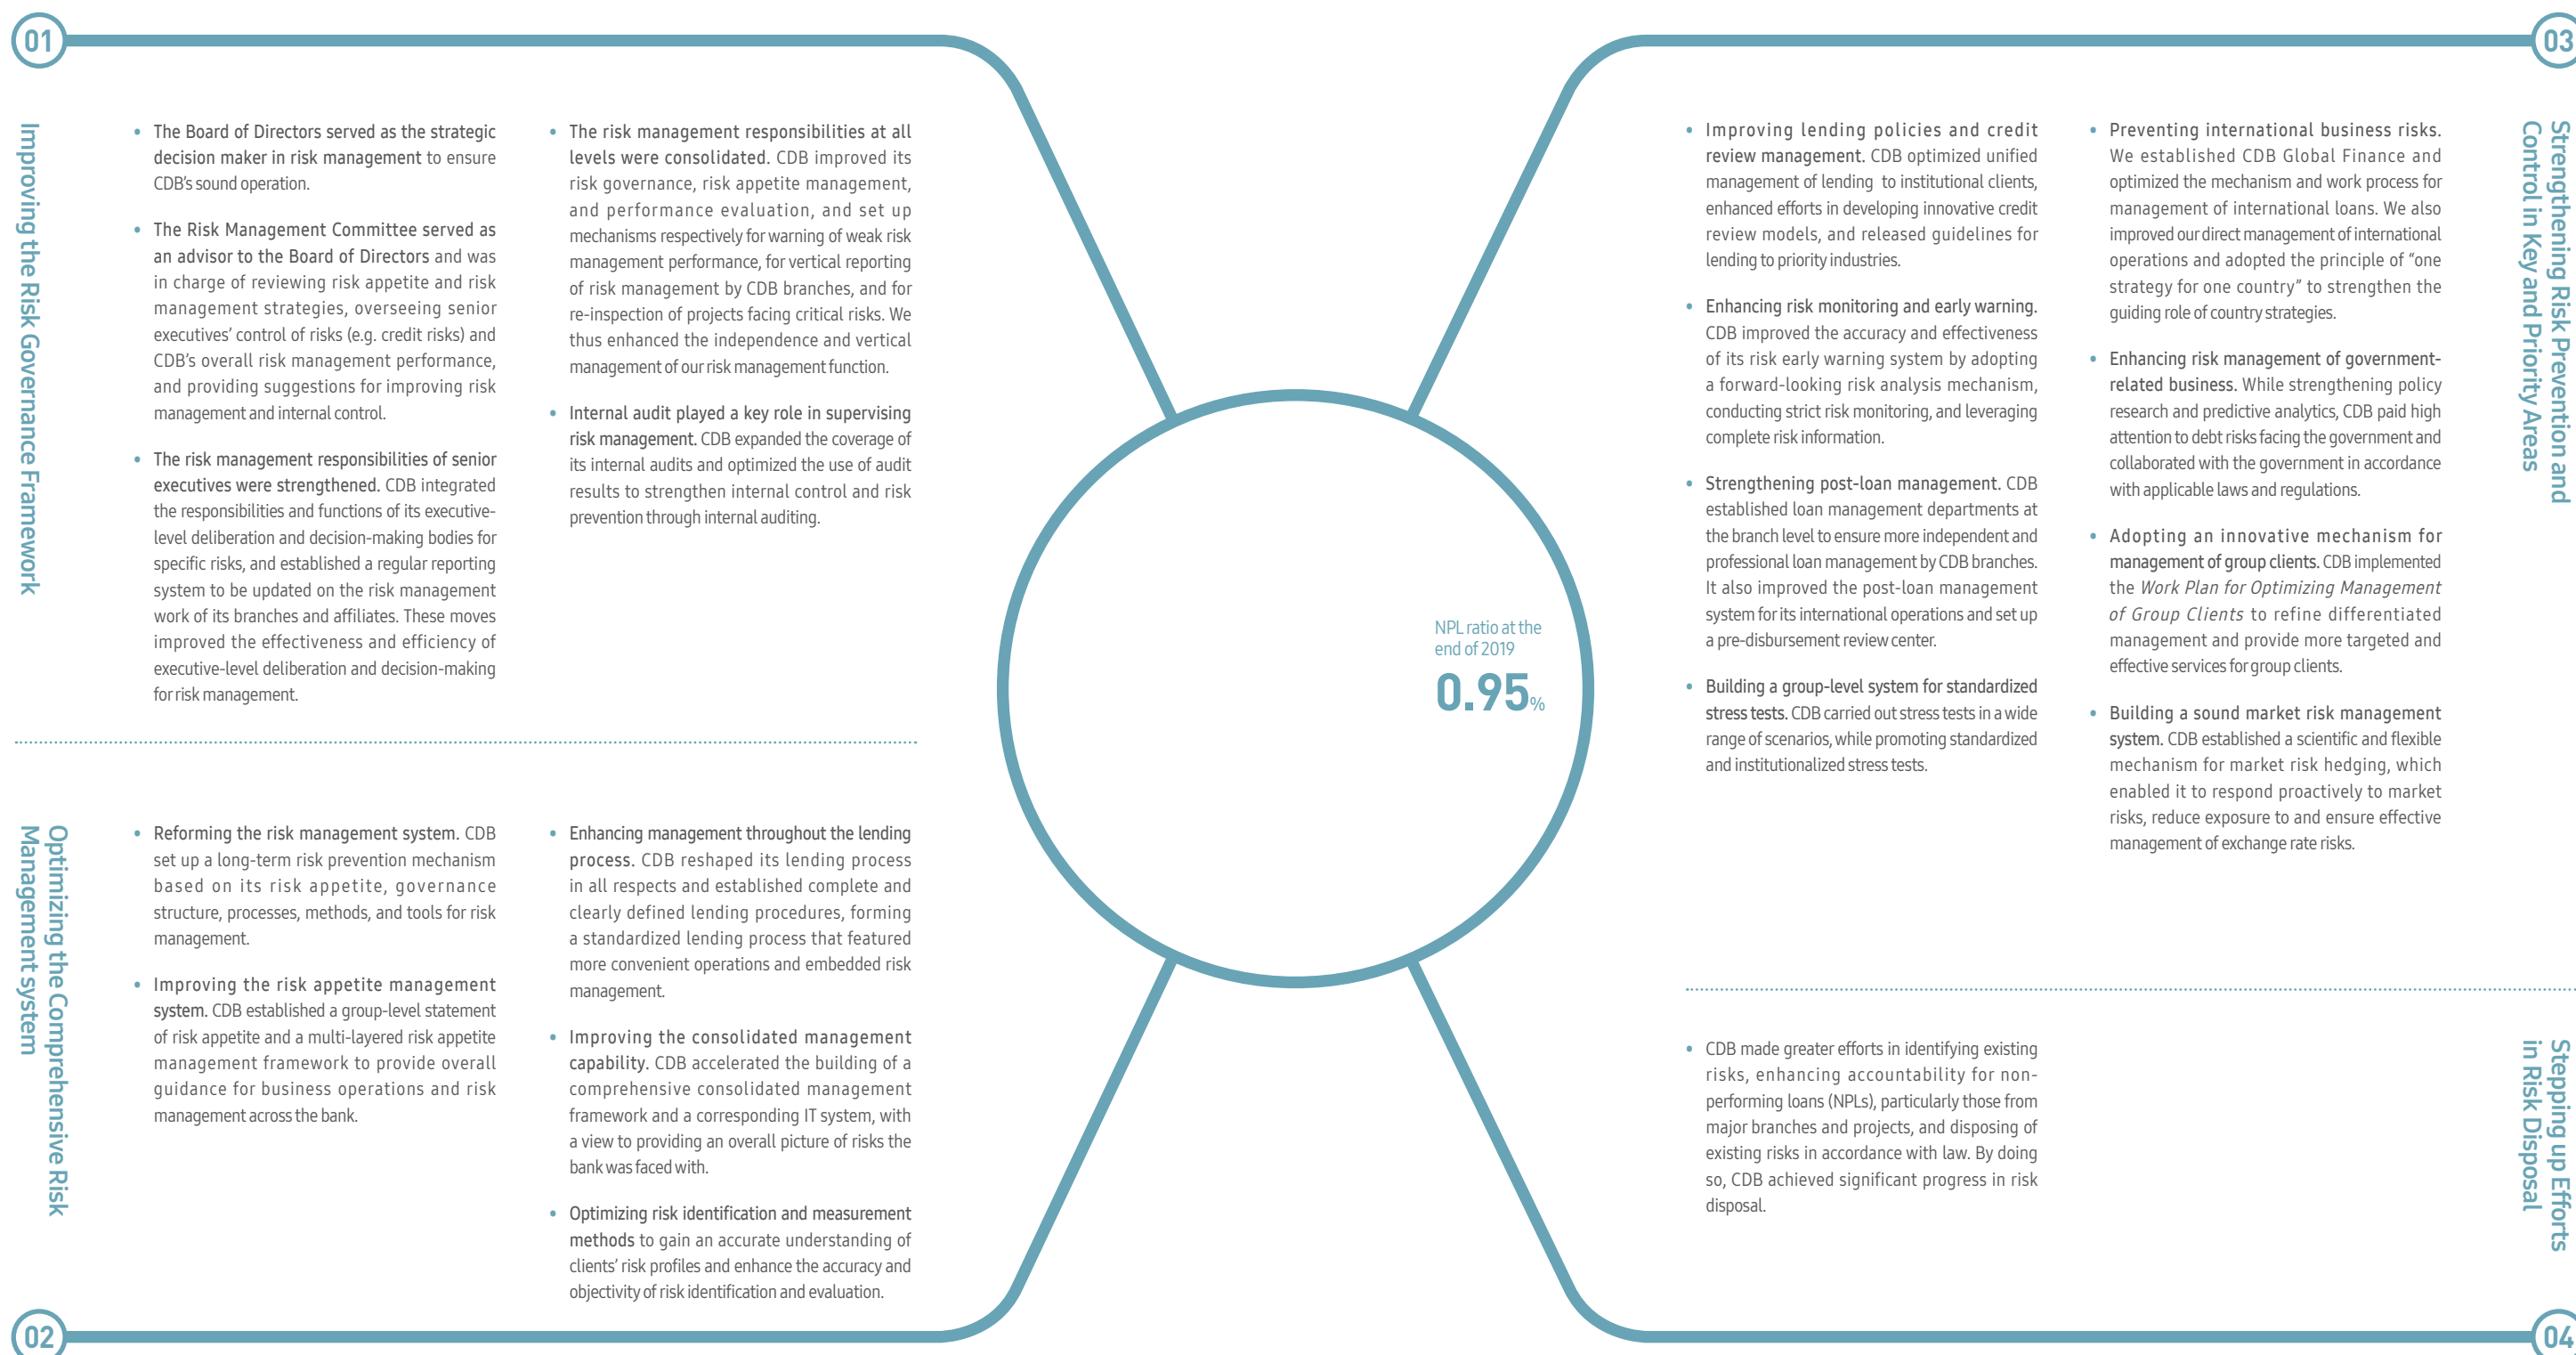 01
Improving the Risk Governance Framework
• The Board of Directors served as the strategic
decision maker in risk management to ensure
CDB's sound operation.
• The Risk Management Committee served as
an advisor to the Board of Directors and was
in charge of reviewing risk appetite and risk
management strategies, overseeing senior
executives' control of risks (e.g. credit risks) and
CDB's overall risk management performance,
and providing suggestions for improving risk
management and internal control.
• The risk management responsibilities of senior
executives were strengthened. CDB integrated
the responsibilities and functions of its executive-
level deliberation and decision-making bodies for
specific risks, and established a regular reporting
system to be updated on the risk management
work of its branches and affiliates. These moves
improved the effectiveness and efficiency of
executive-level deliberation and decision-making
for risk management.
• The risk management responsibilities at all
levels were consolidated. CDB improved its
risk governance, risk appetite management,
and performance evaluation, and set up
mechanisms respectively for warning of weak risk
management performance, for vertical reporting
of risk management by CDB branches, and for
re-inspection of projects facing critical risks. We
thus enhanced the independence and vertical
management of our risk management function.
• Internal audit played a key role in supervising
risk management. CDB expanded the coverage of
its internal audits and optimized the use of audit
results to strengthen internal control and risk
prevention through internal auditing.
02
Optimizing the Comprehensive Risk
Management system
• Reforming the risk management system. CDB
set up a long-term risk prevention mechanism
based on its risk appetite, governance
structure, processes, methods, and tools for risk
management.
• Improving the risk appetite management
system. CDB established a group-level statement
of risk appetite and a multi-layered risk appetite
management framework to provide overall
guidance for business operations and risk
management across the bank.
• Enhancing management throughout the lending
process. CDB reshaped its lending process
in all respects and established complete and
clearly defined lending procedures, forming
a standardized lending process that featured
more convenient operations and embedded risk
management.
• Improving the consolidated management
capability. CDB accelerated the building of a
comprehensive consolidated management
framework and a corresponding IT system, with
a view to providing an overall picture of risks the
bank was faced with.
• Optimizing risk identification and measurement
methods to gain an accurate understanding of
clients' risk profiles and enhance the accuracy and
objectivity of risk identification and evaluation.
NPL ratio at the
end of 2019
0.95%
03
Strengthening Risk Prevention and
Control in Key and Priority Areas
• Improving lending policies and credit
review management. CDB optimized unified
management of lending to institutional clients,
enhanced efforts in developing innovative credit
review models, and released guidelines for
lending to priority industries.
• Enhancing risk monitoring and early warning.
CDB improved the accuracy and effectiveness
of its risk early warning system by adopting
a forward-looking risk analysis mechanism,
conducting strict risk monitoring, and leveraging
complete risk information.
• Strengthening post-loan management. CDB
established loan management departments at
the branch level to ensure more independent and
professional loan management by CDB branches.
It also improved the post-loan management
system for its international operations and set up
a pre-disbursement review center.
• Building a group-level system for standardized
stress tests. CDB carried out stress tests in a wide
range of scenarios, while promoting standardized
and institutionalized stress tests.
• Preventing international business risks.
We established CDB Global Finance and
optimized the mechanism and work process for
management of international loans. We also
improved our direct management of international
operations and adopted the principle of “one
strategy for one country” to strengthen the
guiding role of country strategies.
• Enhancing risk management of government-
related business. While strengthening policy
research and predictive analytics, CDB paid high
attention to debt risks facing the government and
collaborated with the government in accordance
with applicable laws and regulations.
• Adopting an innovative mechanism for
management of group clients. CDB implemented
the Work Plan for Optimizing Management
of Group Clients to refine differentiated
management and provide more targeted and
effective services for group clients.
• Building a sound market risk management
system. CDB established a scientific and flexible
mechanism for market risk hedging, which
enabled it to respond proactively to market
risks, reduce exposure to and ensure effective
management of exchange rate risks.
04
Stepping up Efforts
in Risk Disposal
• CDB made greater efforts in identifying existing
risks, enhancing accountability for non-
performing loans (NPLs), particularly those from
major branches and projects, and disposing of
existing risks in accordance with law. By doing
so, CDB achieved significant progress in risk
disposal.